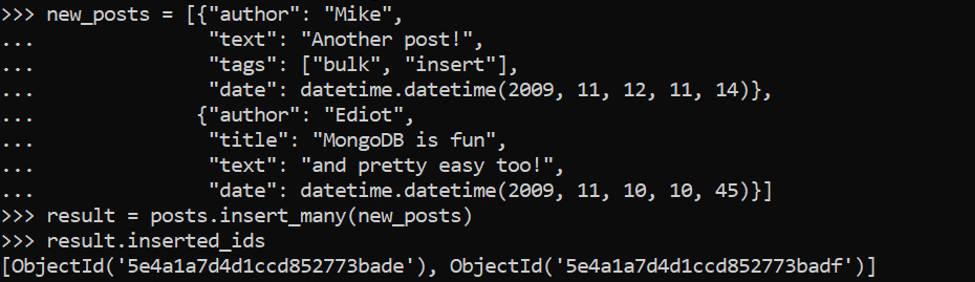 >>> new_posts = [{"author": "Mike",
...               "text": "Another post!",
...               "tags": ["bulk", "insert"],
...               "date": datetime.datetime(2009, 11, 12, 11, 14)},
...              {"author": "Ediot",
...               "title": "MongoDB is fun",
...               "text": "and pretty easy too!",
...               "date": datetime.datetime(2009, 11, 10, 10, 45)}]
>>> result = posts.insert_many(new_posts)
>>> result.inserted_ids
[ObjectId('5e4a1a7d4d1ccd852773bade'), ObjectId('5e4a1a7d4d1ccd852773badf')]